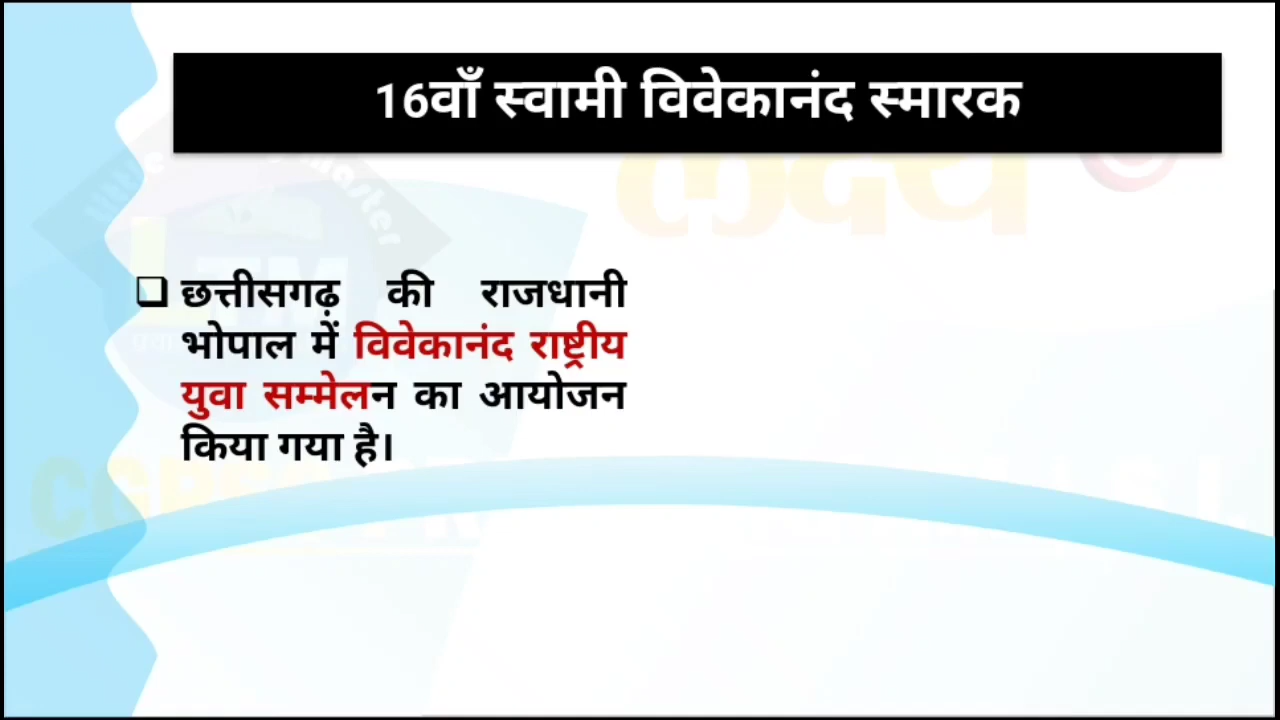 16वाँ स्वामी विवेकानंद स्मारक
❑ छत्तीसगढ़ की राजधानी
भोपाल में विवेकानंद राष्ट्रीय
युवा सम्मेलन का आयोजन
किया गया है।